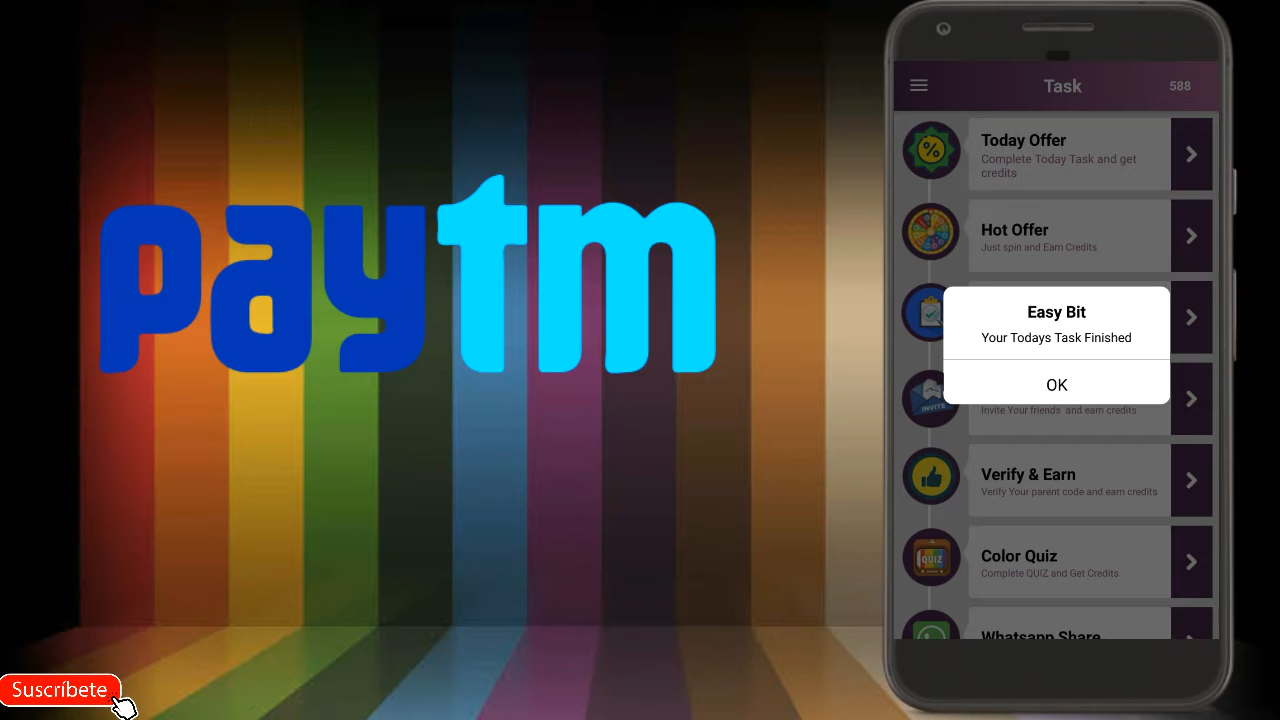 paytm
Task
588
Today Offer
Complete Today Task and get
credits
Hot Offer
Just spin and Earn Credits
Easy Bit
Your Todays Task Finished
OK
INVITE
Invite Your friends and earn credits
Verify & Earn
Verify Your parent code and earn credits
QUIZ
Color Quiz
Complete QUIZ and Get Credits
Whatsapp Share
Suscríbete